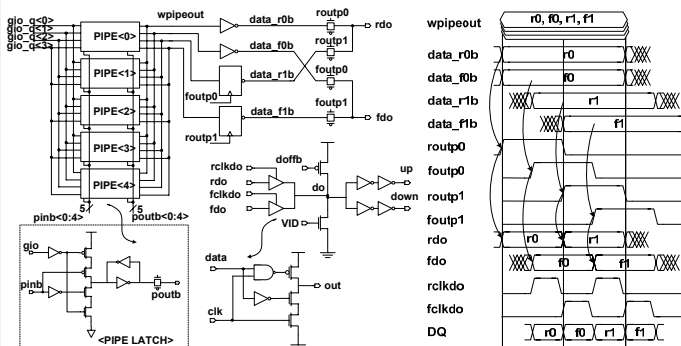 gio_q<0>
gio_q<1>
gio_q<2>
gio_q<3>
PIPE<0>
PIPE<1>
PIPE<2>
PIPE<3>
PIPE<4>
5
5
pinb<0:4>
poutb<0:4>
wpipeout
data_r0b
data_f0b
data_r1b
data_f1b
foutp0
routp1
routp0
routp1
foutp0
foutp1
rdo
fdo
gio
pinb
poutb
<PIPE LATCH>
rclkdo
rdo
fclkdo
fdo
doffb
do
VID
up
down
data
clk
out
wpipeout
r0, f0, r1, f1
data_r0b
r0
data_f0b
f0
data_r1b
r1
data_f1b
f1
routp0
foutp0
routp1
foutp1
rdo
r0
r1
fdo
f0
f1
rclkdo
fclkdo
DQ
r0
f0
r1
f1